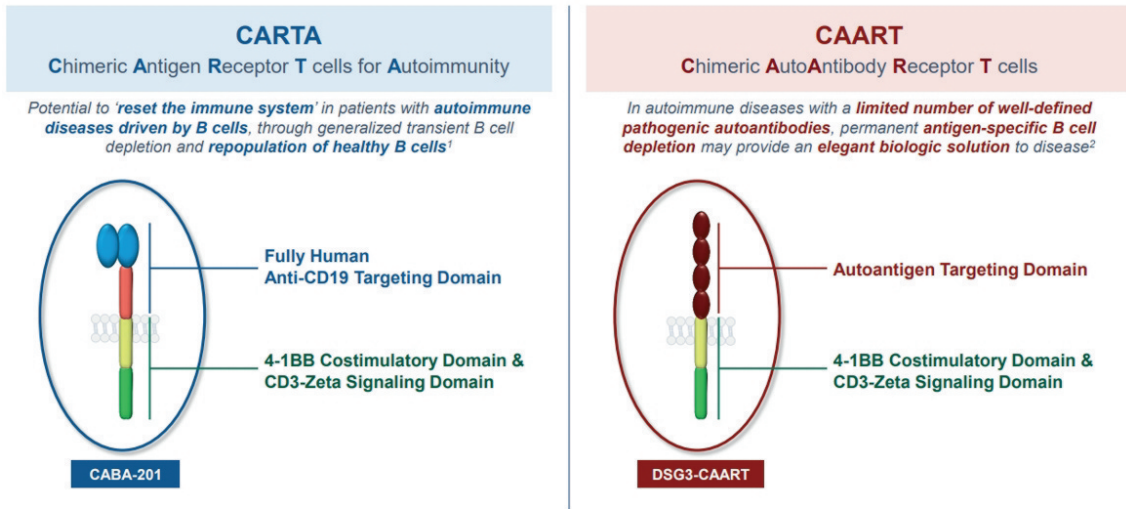 CARTA
Chimeric Antigen Receptor T cells for Autoimmunity
Potential to ‘reset the immune system’ in patients with autoimmune
diseases driven by B cells, through generalized transient B cell
depletion and repopulation of healthy B cells1
Fully Human
Anti-CD19 Targeting Domain
4-1BB Costimulatory Domain &
CD3-Zeta Signaling Domain
CABA-201
CAART
Chimeric AutoAntibody Receptor T cells
In autoimmune diseases with a limited number of well-defined
pathogenic autoantibodies, permanent antigen-specific B cell
depletion may provide an elegant biologic solution to disease2
Autoantigen Targeting Domain
4-1BB Costimulatory Domain &
CD3-Zeta Signaling Domain
DSG3-CAART